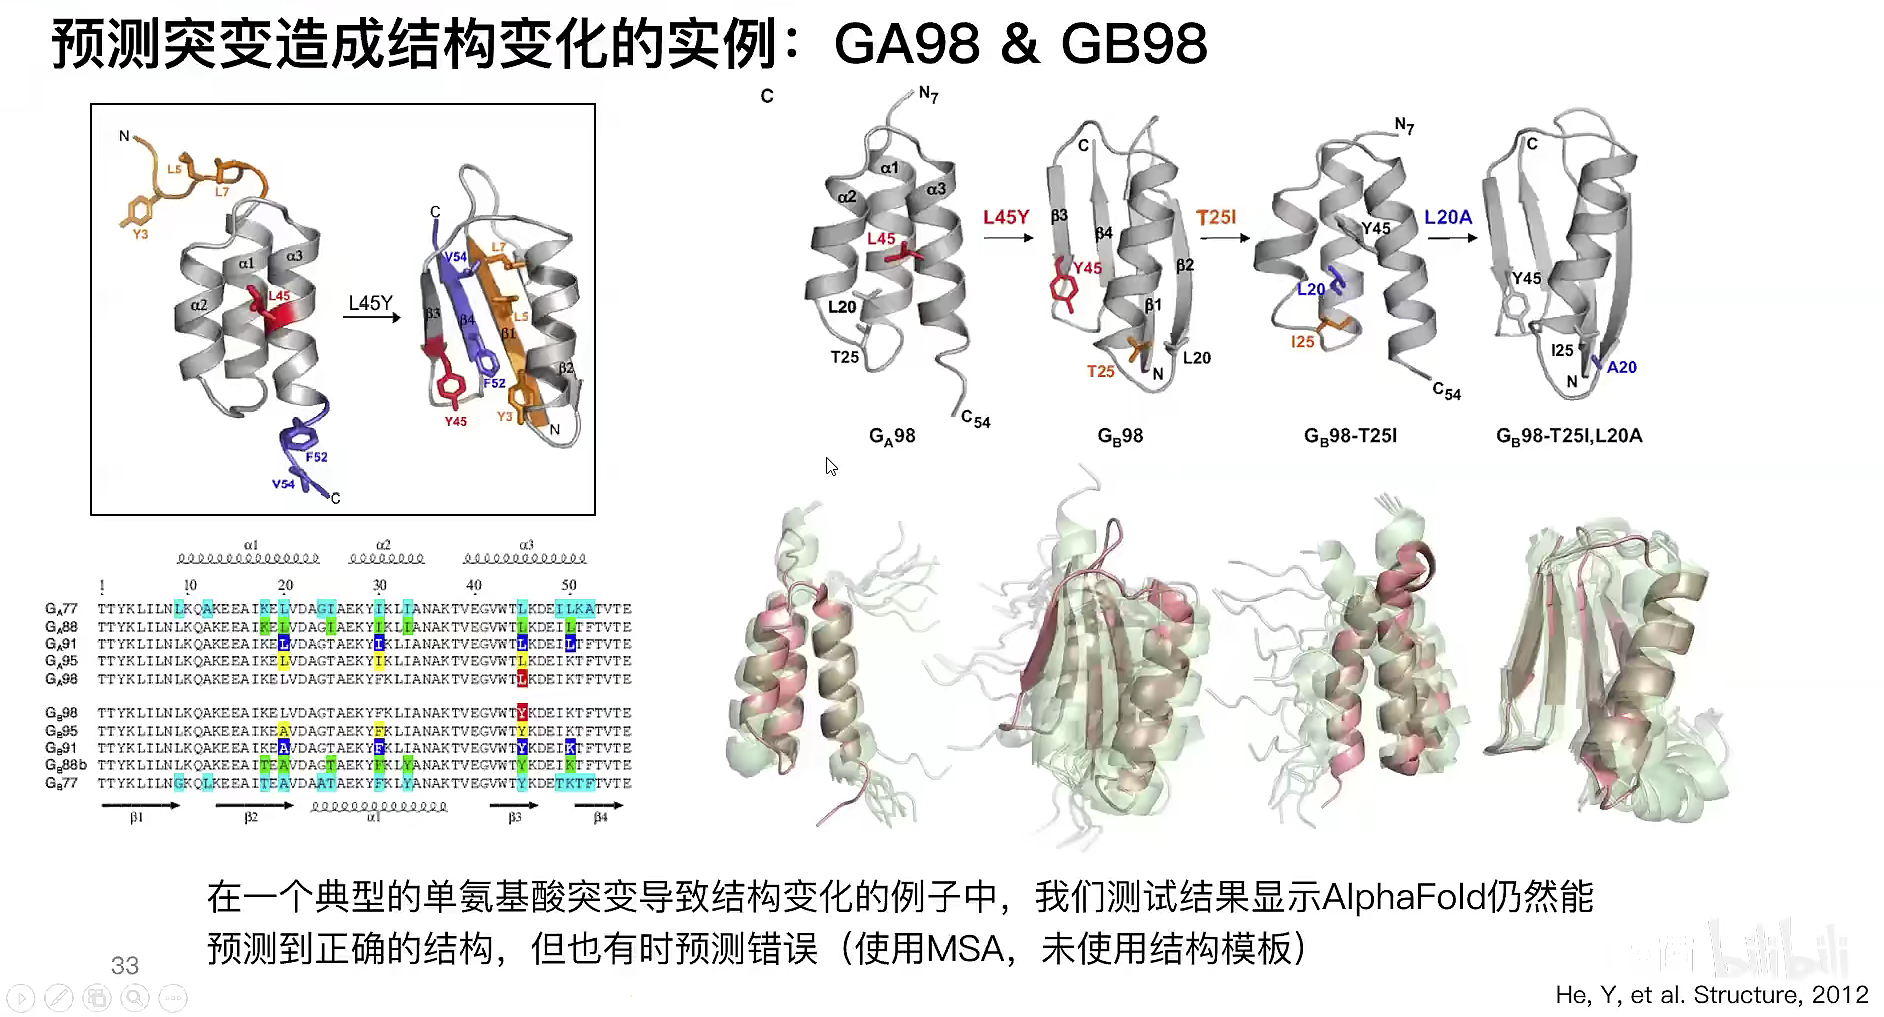 预测突变造成结构变化的实例：GA98 & GB98
N
L5
L7
Y3
α1
α3
α2
L45
F52
V54
C
L45Y
C
V54
L7
L5
β3
β4
β1
β2
F52
Y45
Y3
N
C
N7
α1
α2
α3
L45
L20
T25
C54
GA98
L45Y
C
β3
β4
β2
β1
Y45
T25
N
L20
GB98
T25I
N7
Y45
L20
I25
C54
GB98-T25I
L20A
C
Y45
I25
N
A20
GB98-T25I,L20A
α1 α2 α3
1 10 20 30 40 50
GA77 TTYKLILNLKQAKEEAIKELVDAGIAEKYIKLIANAKTVEGVWTLKDEILKATVTE
GA88 TTYKLILNLKQAKEEAIKELVDAGIAEKYIKLIANAKTVEGVWTLKDEILTFTVTE
GA91 TTYKLILNLKQAKEEAIKELVDAGTAEKYIKLIANAKTVEGVWTLKDEILTFTVTE
GA95 TTYKLILNLKQAKEEAIKELVDAGTAEKYIKLIANAKTVEGVWTLKDEIKTFTVTE
GA98 TTYKLILNLKQAKEEAIKELVDAGTAEKYFKLIANAKTVEGVWTLKDEIKTFTVTE
GB98 TTYKLILNLKQAKEEAIKELVDAGTAEKYFKLIANAKTVEGVWTYKDEIKTFTVTE
GB95 TTYKLILNLKQAKEEAIKEAVDAGTAEKYFKLIANAKTVEGVWTYKDEIKTFTVTE
GB91 TTYKLILNLKQAKEEAIKEAVDAGTAEKYFKLIANAKTVEGVWTYKDEIKTFTVTE
GB88b TTYKLILNLKQAKEEAITEAVDAGTAEKYFKLYANAKTVEGVWTYKDEIKTFTVTE
GB77 TTYKLILNGKQLKEEAITEAVDAATAEKYFKLYANAKTVEGVWTYKDETKTFTVTE
β1 β2 α1 β3 β4
在一个典型的单氨基酸突变导致结构变化的例子中，我们测试结果显示AlphaFold仍然能
预测到正确的结构，但也有时预测错误（使用MSA，未使用结构模板）
33
bilibili
He, Y, et al. Structure, 2012